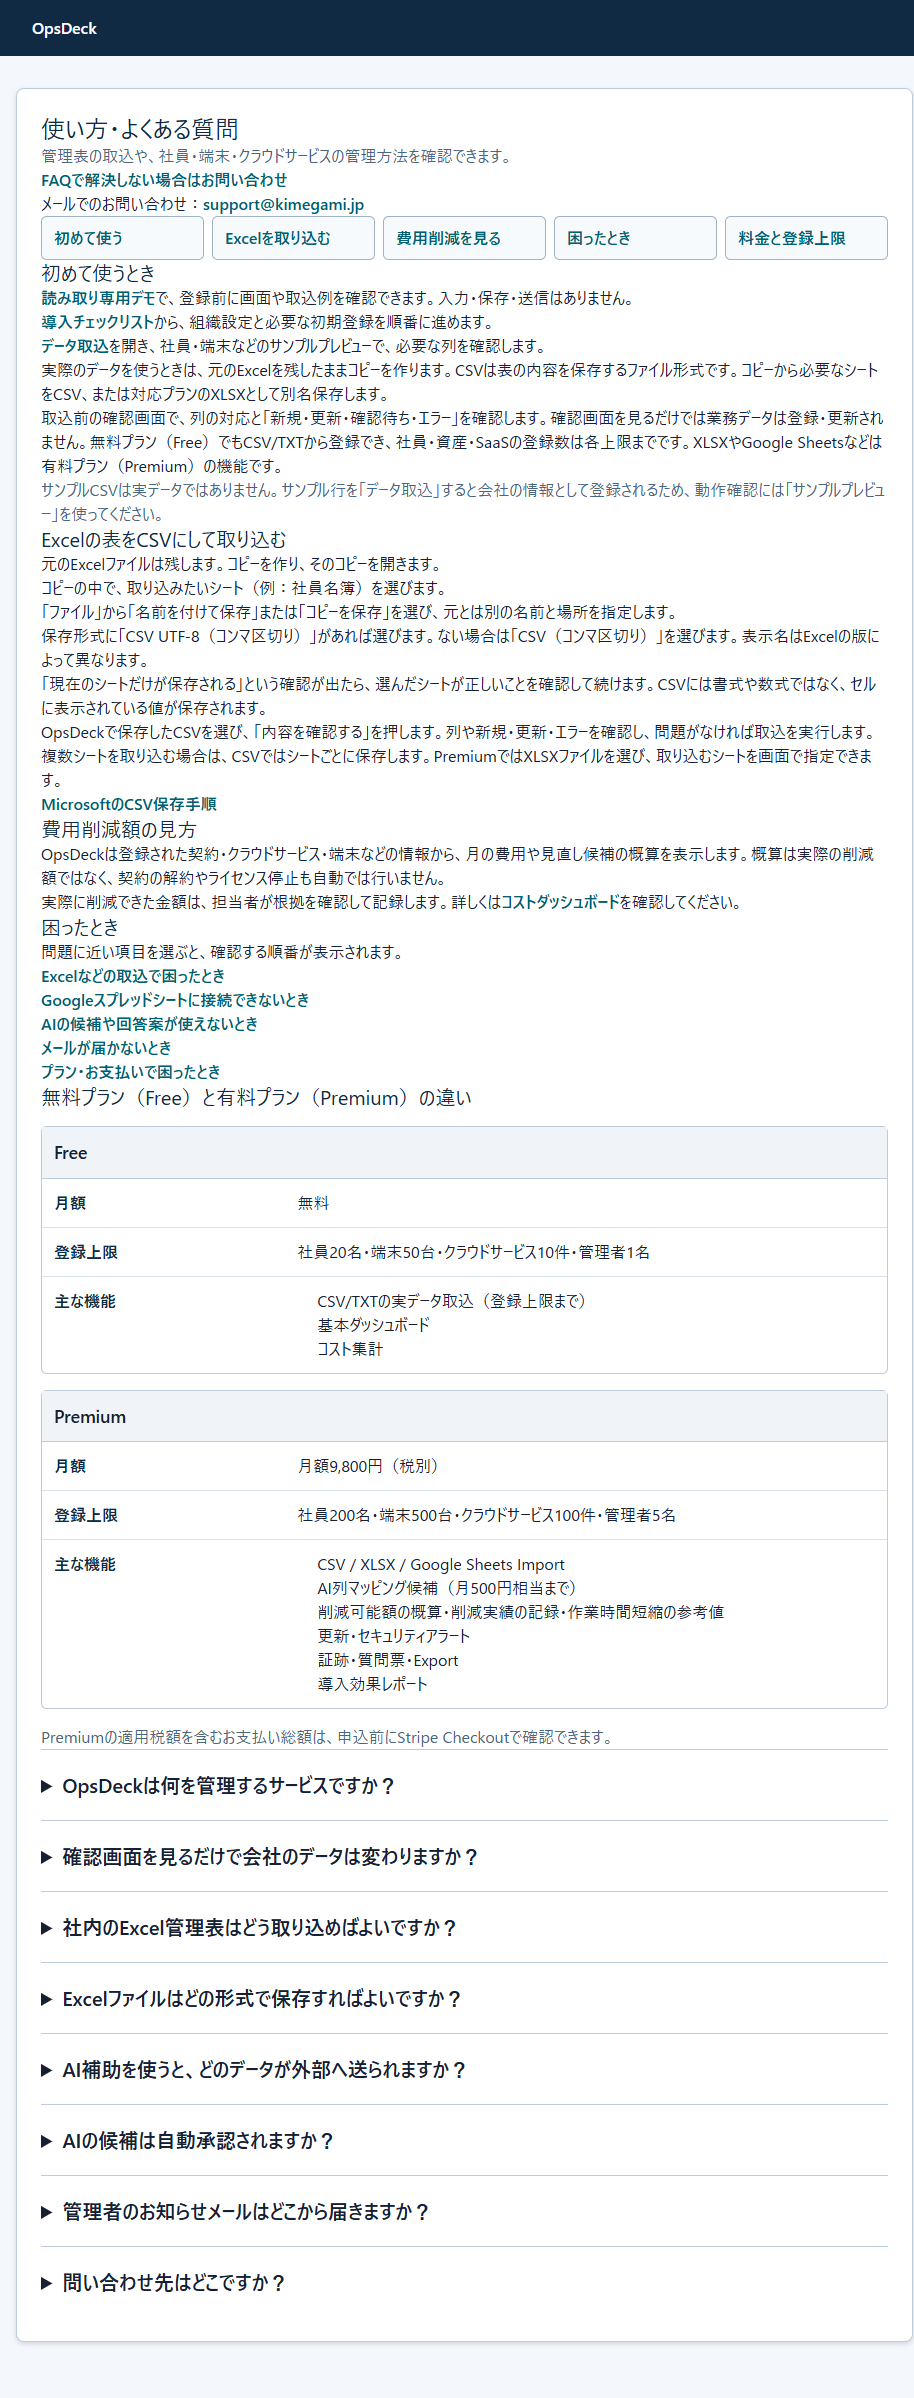 OpsDeck
使い方・よくある質問
管理表の取込や、社員・端末・クラウドサービスの管理方法を確認できます。
FAQで解決しない場合はお問い合わせ
メールでのお問い合わせ：support@kimegami.jp
初めて使う
Excelを取り込む
費用削減を見る
困ったとき
料金と登録上限
初めて使うとき
読み取り専用デモで、登録前に画面や取込例を確認できます。入力・保存・送信はありません。
導入チェックリストから、組織設定と必要な初期登録を順番に進めます。
データ取込を開き、社員・端末などのサンプルプレビューで、必要な列を確認します。
実際のデータを使うときは、元のExcelを残したままコピーを作ります。CSVは表の内容を保存するファイル形式です。コピーから必要なシート
をCSV、または対応プランのXLSXとして別名保存します。
取込前の確認画面で、列の対応と「新規・更新・確認待ち・エラー」を確認します。確認画面を見るだけでは業務データは登録・更新され
ません。無料プラン（Free）でもCSV/TXTから登録でき、社員・資産・SaaSの登録数は各上限までです。XLSXやGoogle Sheetsなどは
有料プラン（Premium）の機能です。
サンプルCSVは実データではありません。サンプル行を「データ取込」すると会社の情報として登録されるため、動作確認には「サンプルプレビュ
ー」を使ってください。
Excelの表をCSVにして取り込む
元のExcelファイルは残します。コピーを作り、そのコピーを開きます。
コピーの中で、取り込みたいシート（例：社員名簿）を選びます。
「ファイル」から「名前を付けて保存」または「コピーを保存」を選び、元とは別の名前と場所を指定します。
保存形式に「CSV UTF-8（コンマ区切り）」があれば選びます。ない場合は「CSV（コンマ区切り）」を選びます。表示名はExcelの版に
よって異なります。
「現在のシートだけが保存される」という確認が出たら、選んだシートが正しいことを確認して続けます。CSVには書式や数式ではなく、セル
に表示されている値が保存されます。
OpsDeckで保存したCSVを選び、「内容を確認する」を押します。列や新規・更新・エラーを確認し、問題がなければ取込を実行します。
複数シートを取り込む場合は、CSVではシートごとに保存します。PremiumではXLSXファイルを選び、取り込むシートを画面で指定できま
す。
MicrosoftのCSV保存手順
費用削減額の見方
OpsDeckは登録された契約・クラウドサービス・端末などの情報から、月の費用や見直し候補の概算を表示します。概算は実際の削減
額ではなく、契約の解約やライセンス停止も自動では行いません。
実際に削減できた金額は、担当者が根拠を確認して記録します。詳しくはコストダッシュボードを確認してください。
困ったとき
問題に近い項目を選ぶと、確認する順番が表示されます。
Excelなどの取込で困ったとき
Googleスプレッドシートに接続できないとき
AIの候補や回答案が使えないとき
メールが届かないとき
プラン・お支払いで困ったとき
無料プラン（Free）と有料プラン（Premium）の違い
Free
月額 無料
登録上限 社員20名・端末50台・クラウドサービス10件・管理者1名
主な機能 CSV/TXTの実データ取込（登録上限まで）
基本ダッシュボード
コスト集計
Premium
月額 月額9,800円（税別）
登録上限 社員200名・端末500台・クラウドサービス100件・管理者5名
主な機能 CSV / XLSX / Google Sheets Import
AI列マッピング候補（月500円相当まで）
削減可能額の概算・削減実績の記録・作業時間短縮の参考値
更新・セキュリティアラート
証跡・質問票・Export
導入効果レポート
Premiumの適用税額を含むお支払い総額は、申込前にStripe Checkoutで確認できます。
▶ OpsDeckは何を管理するサービスですか？
▶ 確認画面を見るだけで会社のデータは変わりますか？
▶ 社内のExcel管理表はどう取り込めばよいですか？
▶ Excelファイルはどの形式で保存すればよいですか？
▶ AI補助を使うと、どのデータが外部へ送られますか？
▶ AIの候補は自動承認されますか？
▶ 管理者のお知らせメールはどこから届きますか？
▶ 問い合わせ先はどこですか？